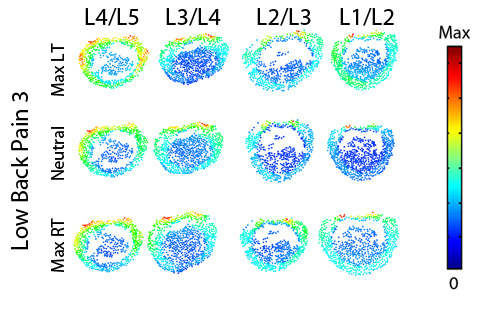 L4/L5 L3/L4 L2/L3 L1/L2
Max
Low Back Pain 3
Max LT
Neutral
Max RT
0